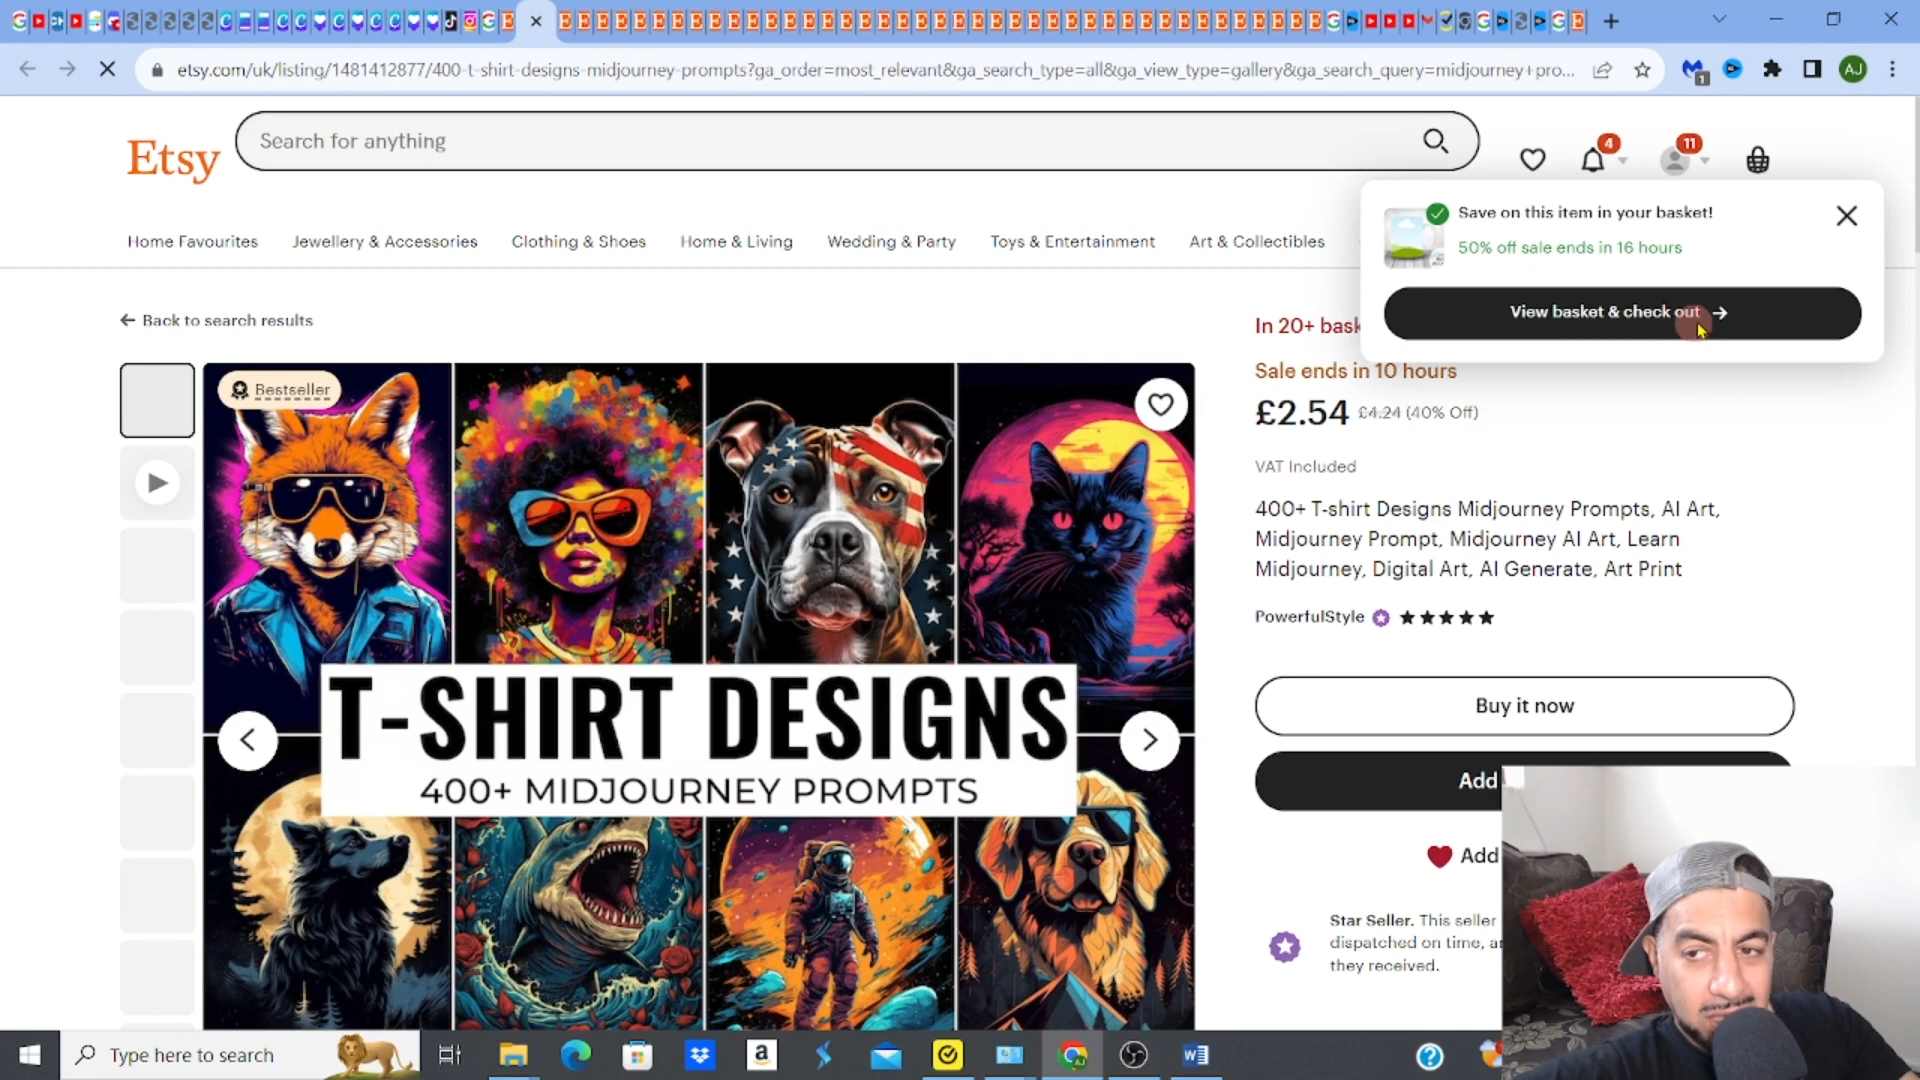 etsy.com/uk/listing/1481412877/400-t-shirt-designs-midjourney-prompts?ga_order=most_relevant&ga_search_type=all&ga_view_type=gallery&ga_search_query=midjourney+pro...
1
AJ
Etsy
Search for anything
4
11
Home Favourites
Jewellery & Accessories
Clothing & Shoes
Home & Living
Wedding & Party
Toys & Entertainment
Art & Collectibles
Save on this item in your basket!
50% off sale ends in 16 hours
View basket & check out →
← Back to search results
Bestseller
T-SHIRT DESIGNS
400+ MIDJOURNEY PROMPTS
In 20+ bask
Sale ends in 10 hours
£2.54 £4.24 (40% Off)
VAT Included
400+ T-shirt Designs Midjourney Prompts, AI Art,
Midjourney Prompt, Midjourney AI Art, Learn
Midjourney, Digital Art, AI Generate, Art Print
PowerfulStyle
Buy it now
Add
Add
Star Seller. This seller
dispatched on time, a
they received.
Type here to search